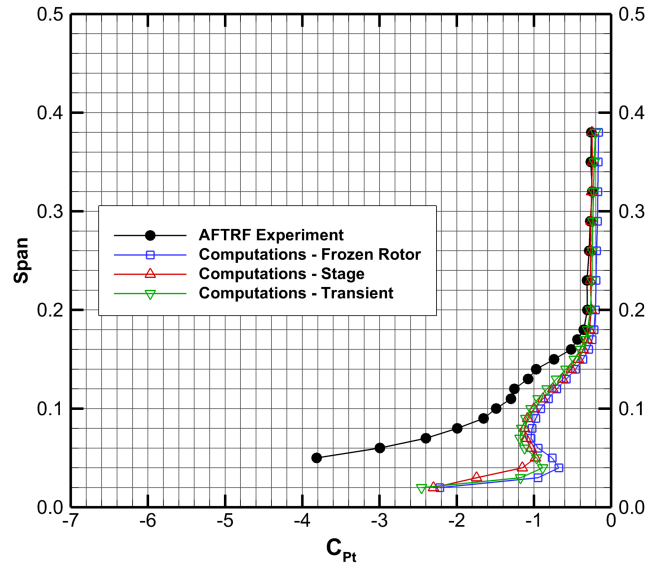 0.5
0.5
0.4
0.4
0.3
0.3
Span
AFTRF Experiment
Computations - Frozen Rotor
Computations - Stage
Computations - Transient
0.2
0.2
0.1
0.1
0.0
0.0
-7 -6 -5 -4 -3 -2 -1 0
CPt